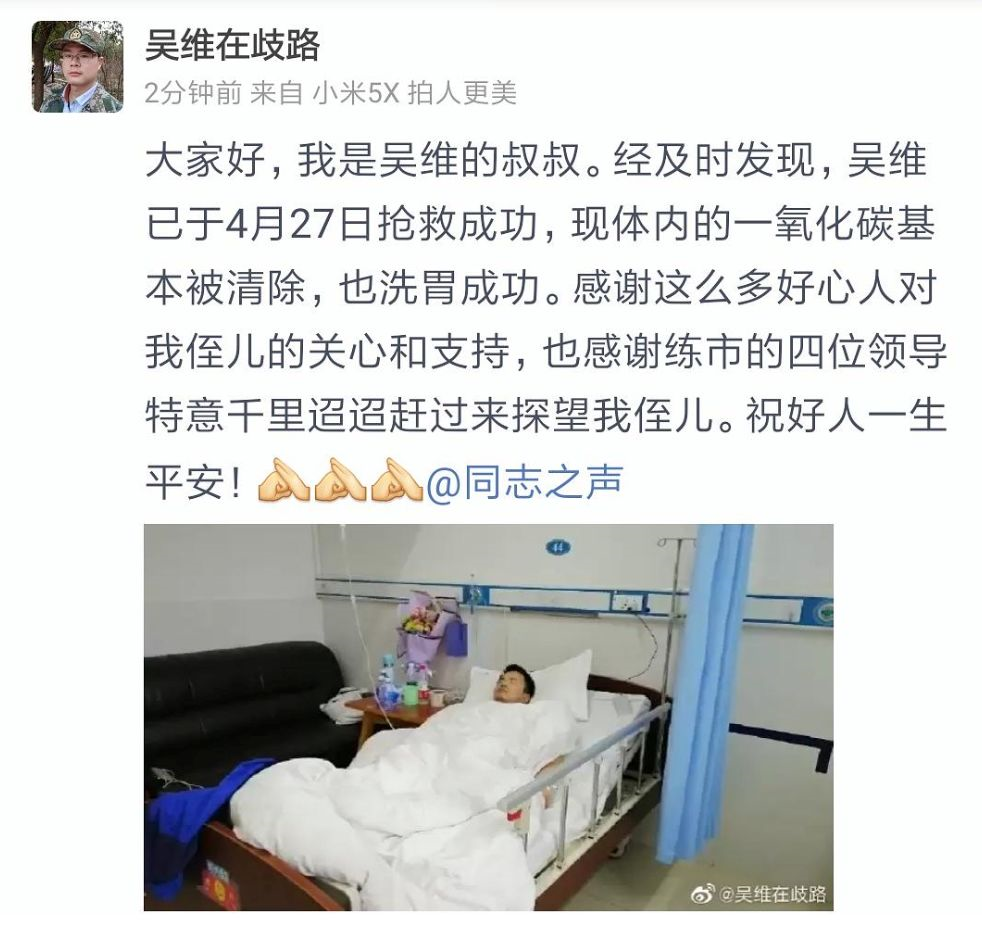 吴维在歧路
2分钟前 来自 小米5X 拍人更美
大家好，我是吴维的叔叔。经及时发现，吴维
已于4月27日抢救成功，现体内的一氧化碳基
本被清除，也洗胃成功。感谢这么多好心人对
我侄儿的关心和支持，也感谢练市的四位领导
特意千里迢迢赶过来探望我侄儿。祝好人一生
平安！@同志之声
44
@吴维在歧路